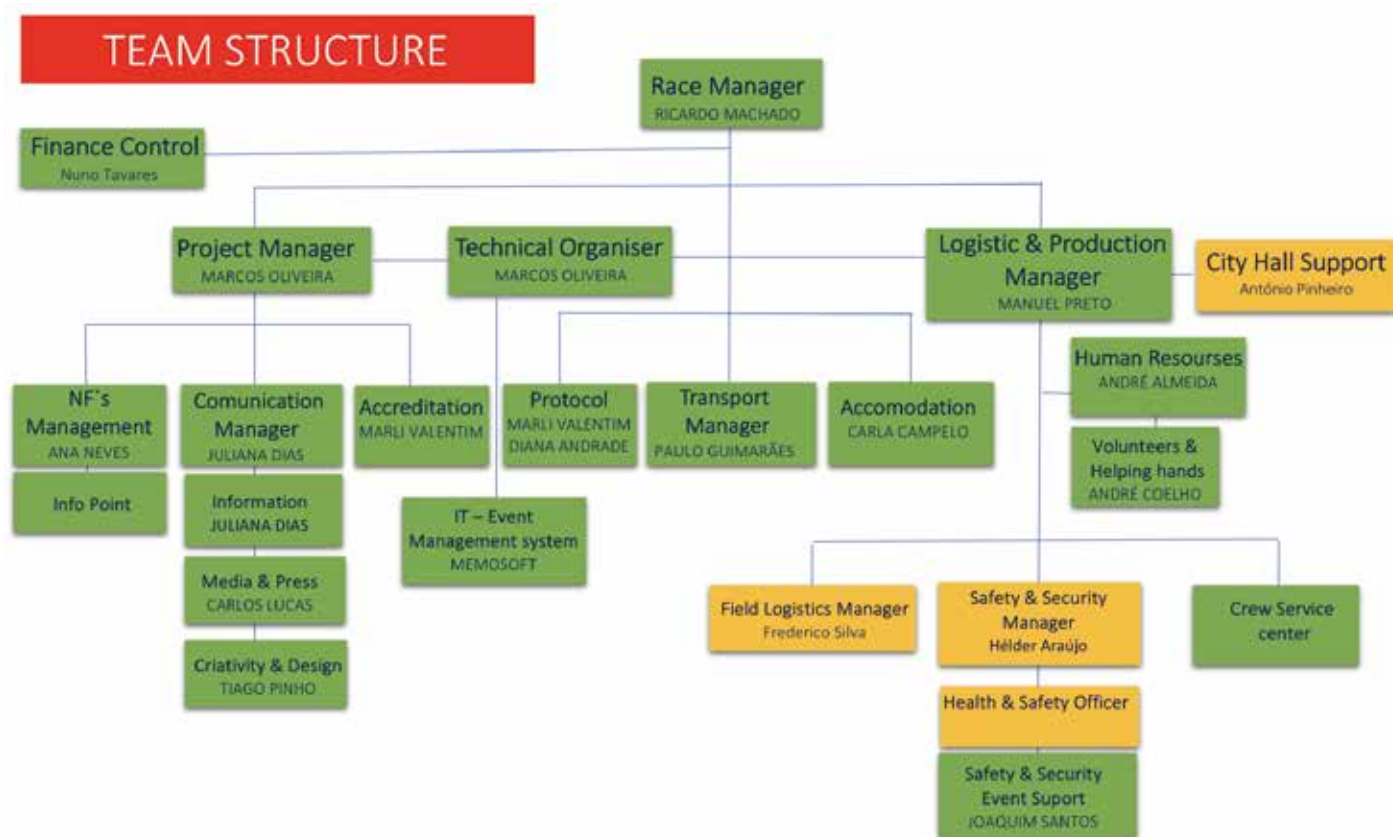 TEAM STRUCTURE
Race Manager
RICARDO MACHADO
Finance Control
Nuno Tavares
Project Manager
MARCOS OLIVEIRA
Technical Organiser
MARCOS OLIVEIRA
Logistic & Production
Manager
MANUEL PRETO
City Hall Support
António Pinheiro
Human Resourses
ANDRÉ ALMEIDA
Volunteers &
Helping hands
ANDRÉ COELHO
NF´s
Management
ANA NEVES
Info Point
Comunication
Manager
JULIANA DIAS
Information
JULIANA DIAS
Media & Press
CARLOS LUCAS
Criativity & Design
TIAGO PINHO
Accreditation
MARLI VALENTIM
Protocol
MARLI VALENTIM
DIANA ANDRADE
Transport
Manager
PAULO GUIMARÃES
Accomodation
CARLA CAMPELO
IT – Event
Management system
MEMOSOFT
Field Logistics Manager
Frederico Silva
Safety & Security
Manager
Hélder Araújo
Health & Safety Officer
Safety & Security
Event Suport
JOAQUIM SANTOS
Crew Service
center